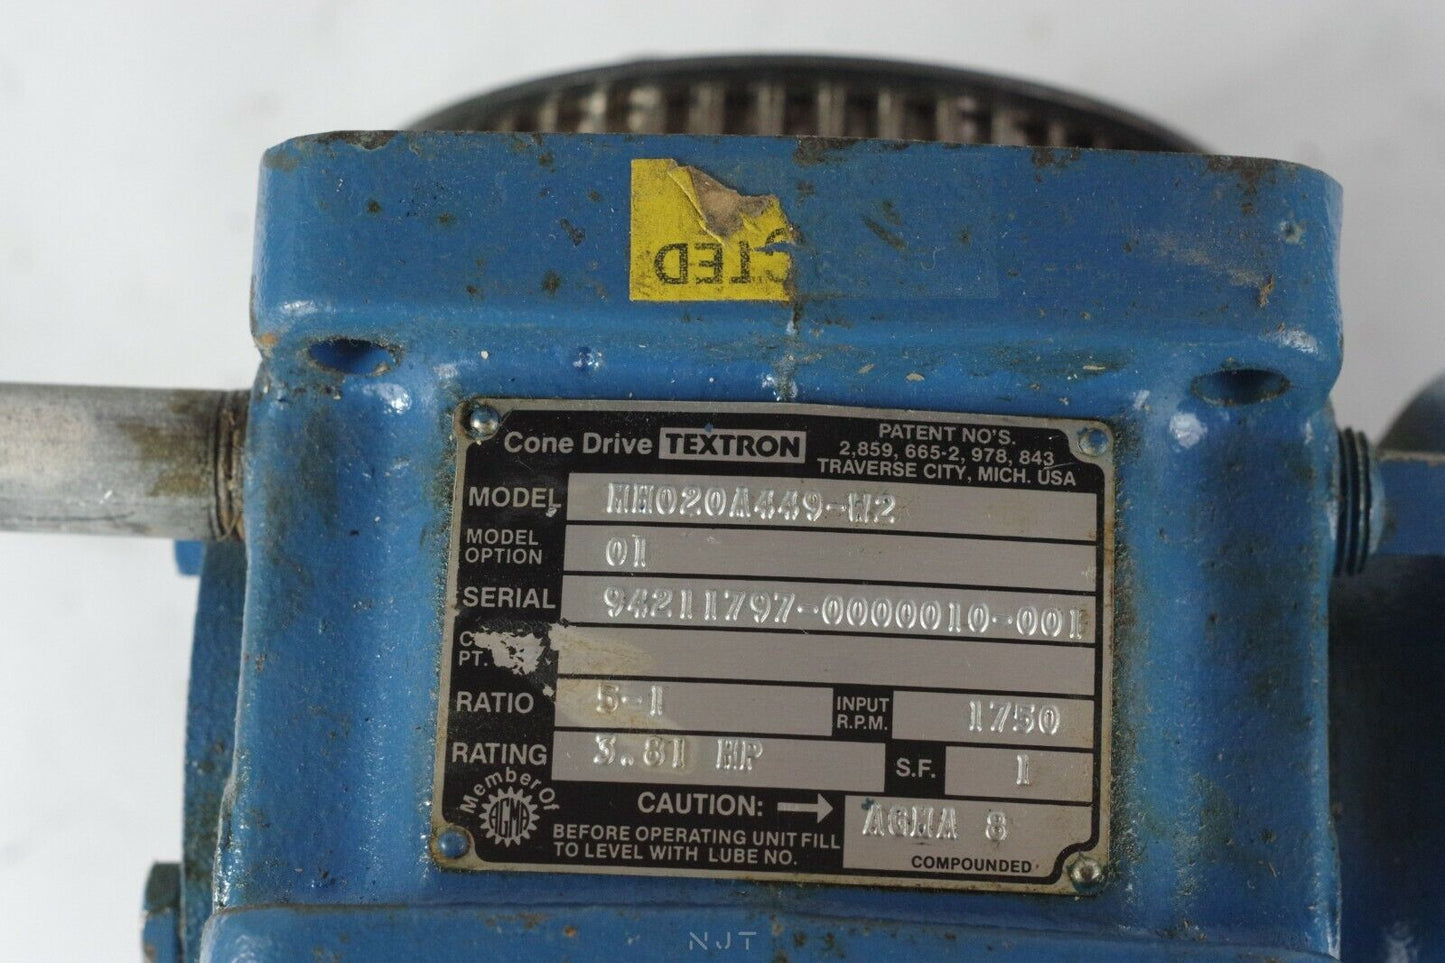 CTED
Cone Drive TEXTRON
PATENT NO'S.
2,859, 665-2, 978, 843
TRAVERSE CITY, MICH. USA
MODEL
MODEL OPTION 01
SERIAL 94211797-0000010-001
PT.
RATIO 5-1 INPUT R.P.M. 1750
RATING 3.81 HP S.F. 1
Member Of AGMA
CAUTION:
BEFORE OPERATING UNIT FILL
TO LEVEL WITH LUBE NO.
AGMA 8
COMPOUNDED
NJT